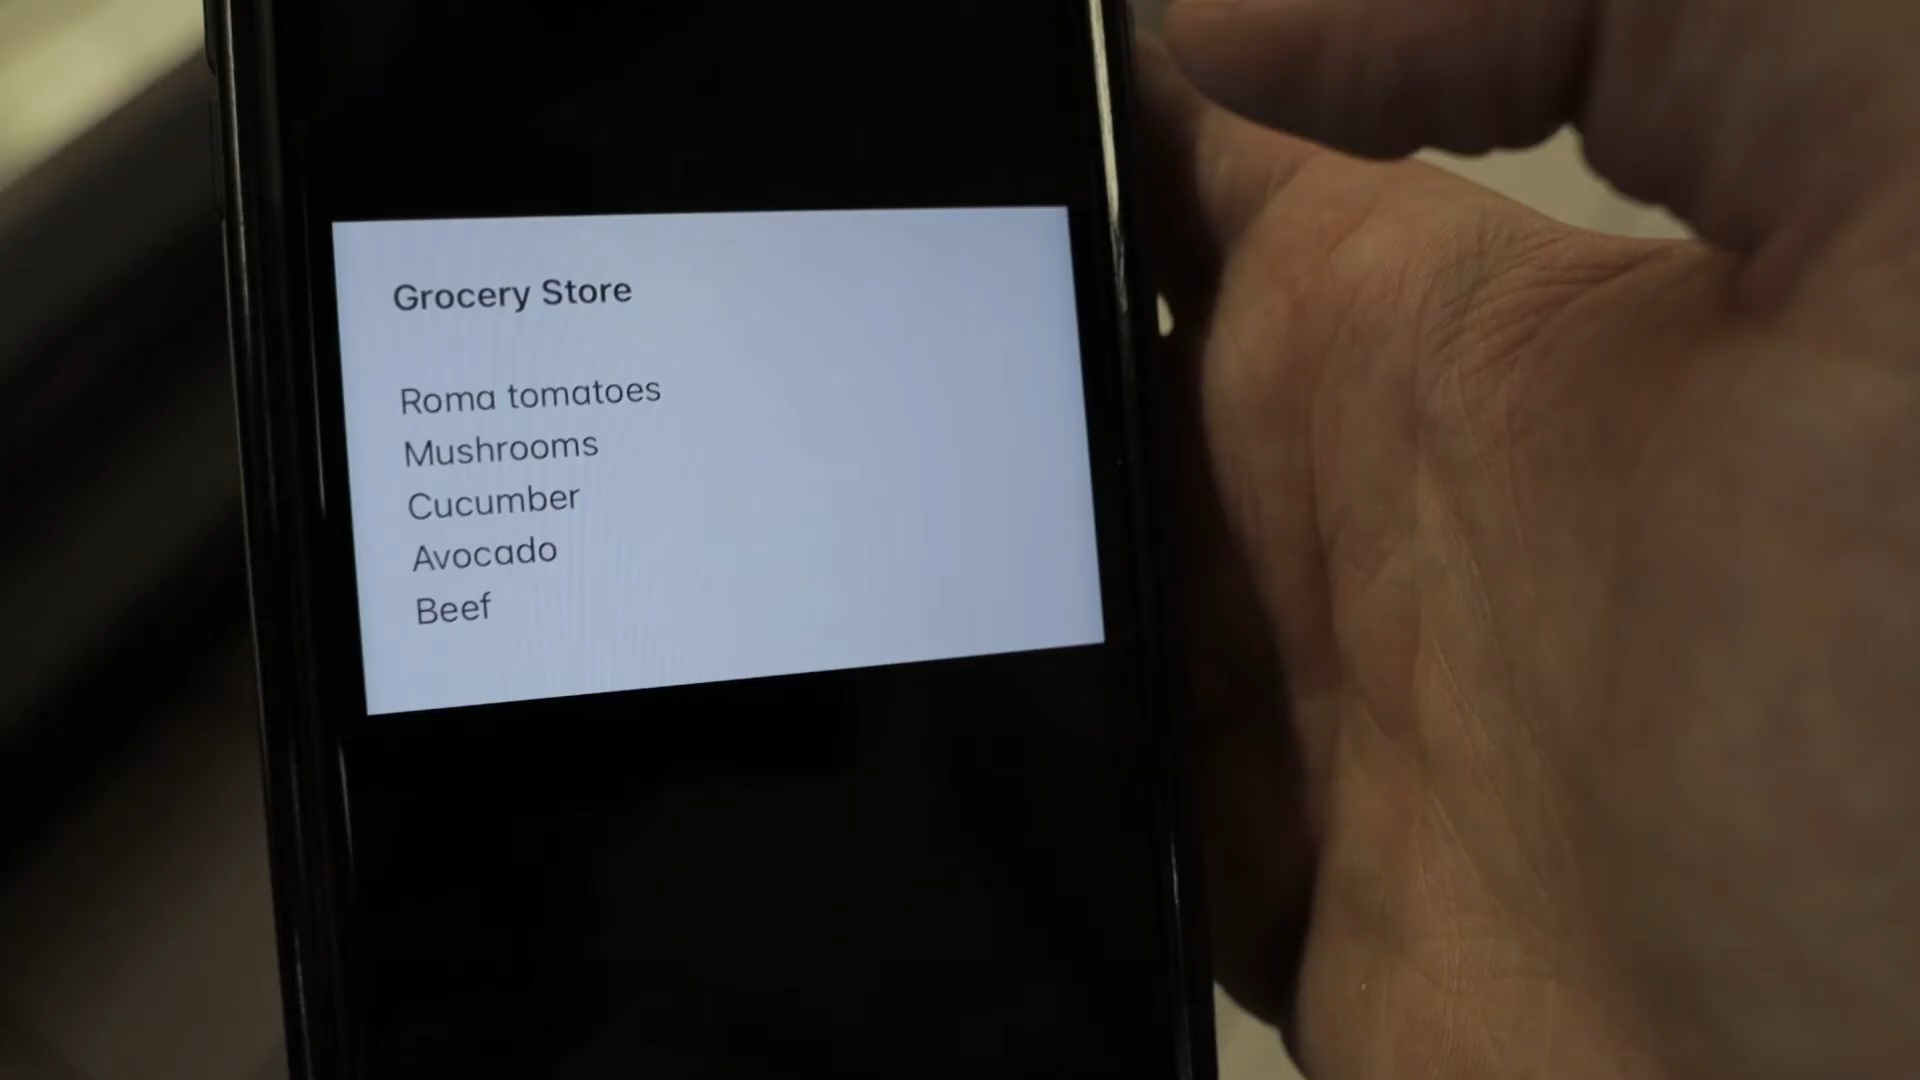 Grocery Store
Roma tomatoes
Mushrooms
Cucumber
Avocado
Beef